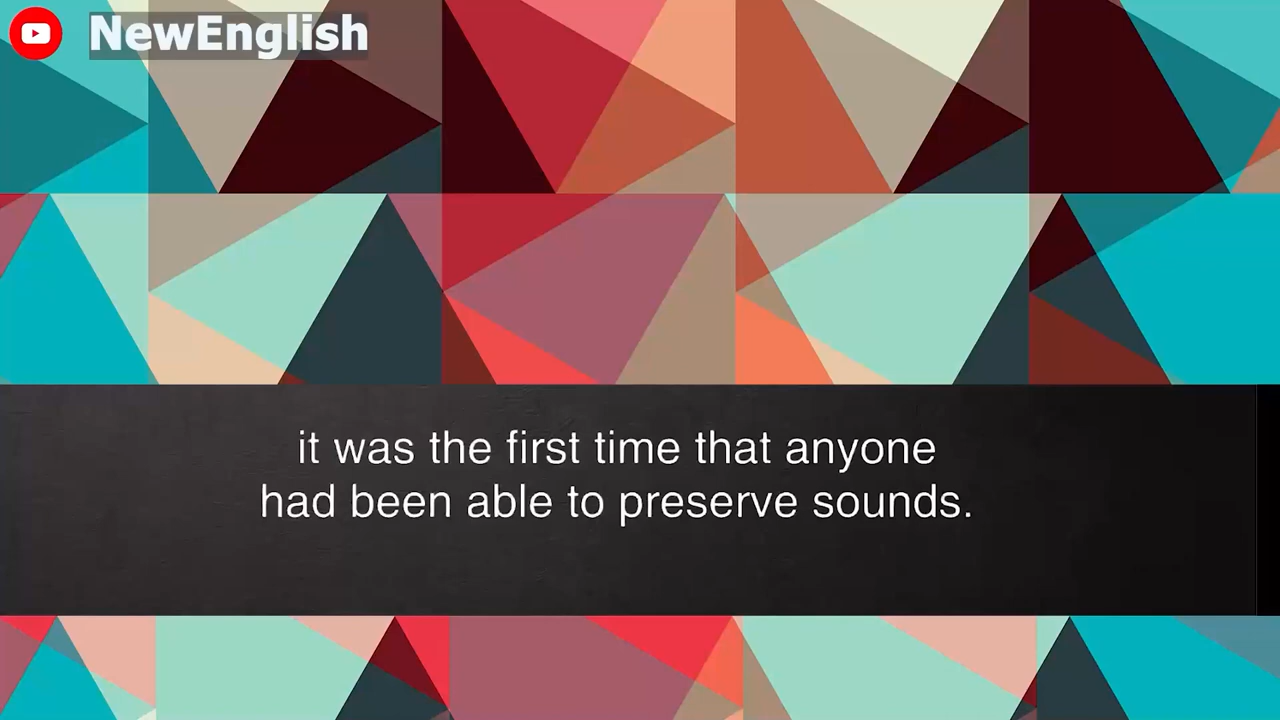 NewEnglish
it was the first time that anyone
had been able to preserve sounds.